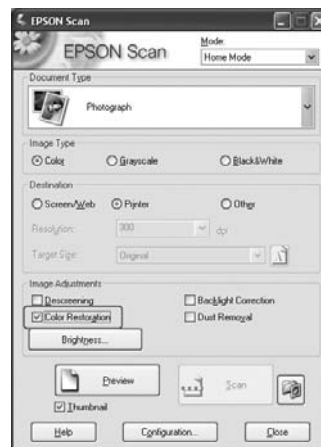 EPSON Scan
EPSON Scan
Mode:
Home Mode
Document Type
Photograph
Image Type
Color
Grayscale
Black&White
Destination
Screen/Web
Printer
Other
Resolution:
300
dpi
Target Size:
Original
Image Adjustments
Descreening
Backlight Correction
Color Restoration
Dust Removal
Brightness...
Preview
Scan
Thumbnail
Help
Configuration...
Close